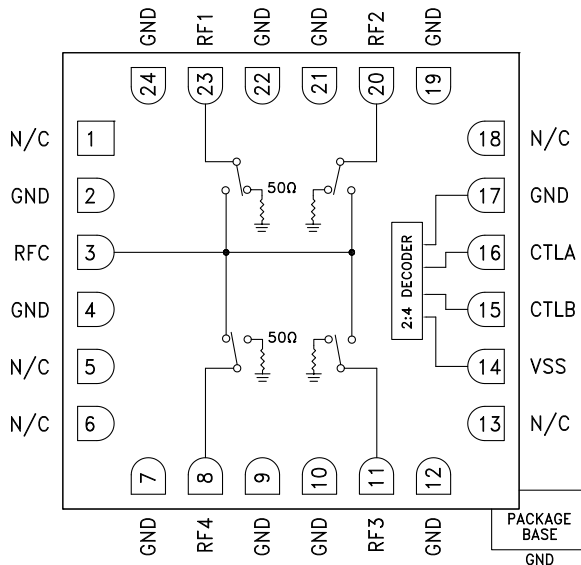 GND RF1 GND GND RF2 GND
24 23 22 21 20 19
N/C 1 18 N/C
50Ω
GND 2 17 GND
RFC 3 16 CTLA
2:4 DECODER
GND 4 15 CTLB
50Ω
N/C 5 14 VSS
N/C 6 13 N/C
7 8 9 10 11 12
GND RF4 GND GND RF3 GND
PACKAGE
BASE
GND